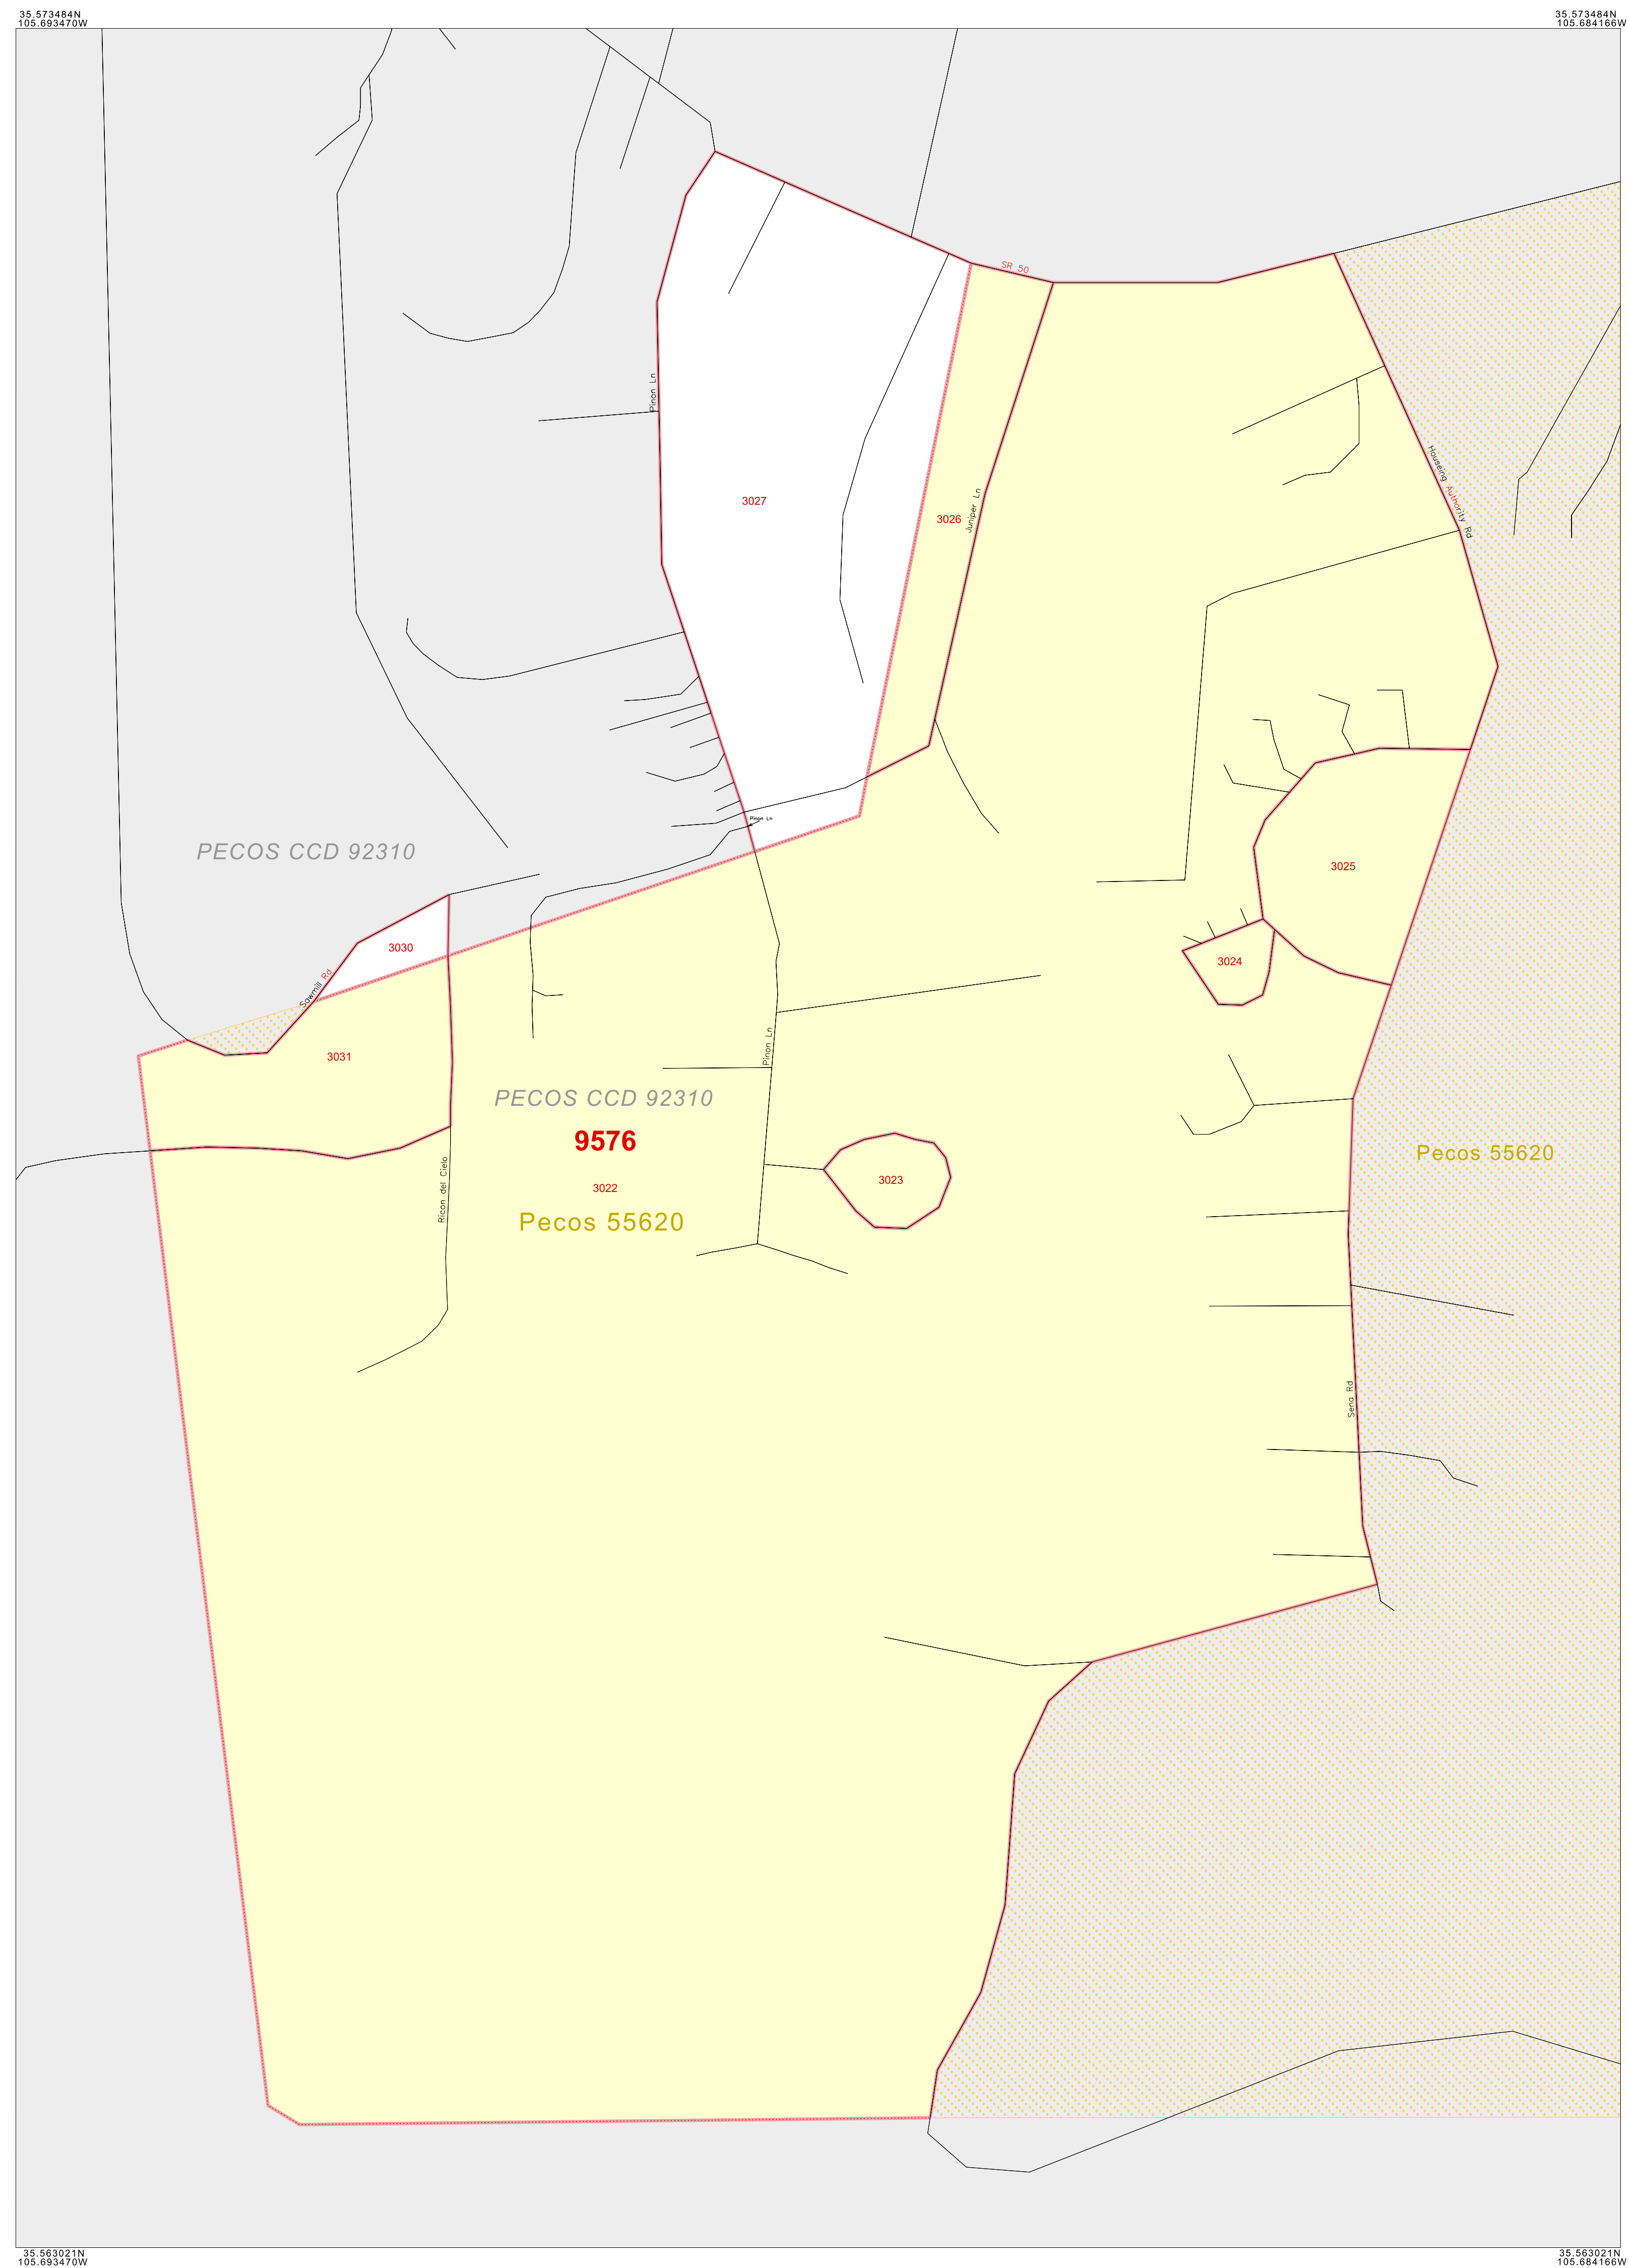 35.573484N
105.693470W
35.573484N
105.684166W
SR 50
Pinon Ln
Houseing Authority Rd
3027
3026
Juniper Ln
Pinon Ln
PECOS CCD 92310
3025
3030
3024
Sawmill Rd
3031
Pinon Ln
PECOS CCD 92310
9576
Pecos 55620
3023
3022
Ricon del Cielo
Pecos 55620
Sena Rd
35.563021N
105.693470W
35.563021N
105.684166W